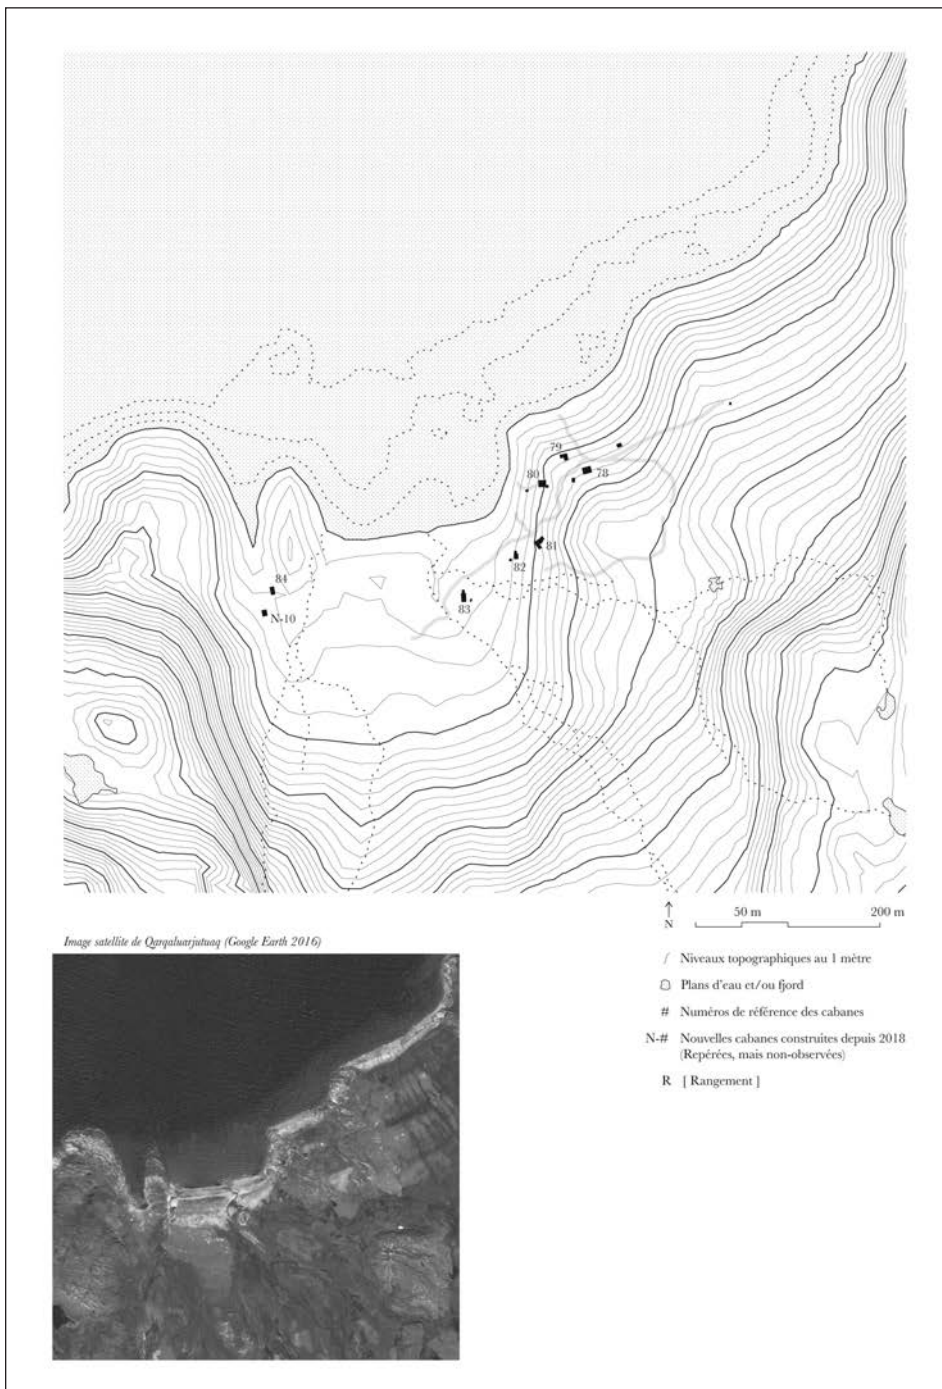 79
80
78
81
82
84
83
N-10
N
50 m 200 m
Image satellite de Qarqaluarjutuaq (Google Earth 2016)
Niveaux topographiques au 1 mètre
Plans d'eau et/ou fjord
# Numéros de référence des cabanes
N-# Nouvelles cabanes construites depuis 2018
(Repérées, mais non-observées)
R [ Rangement ]